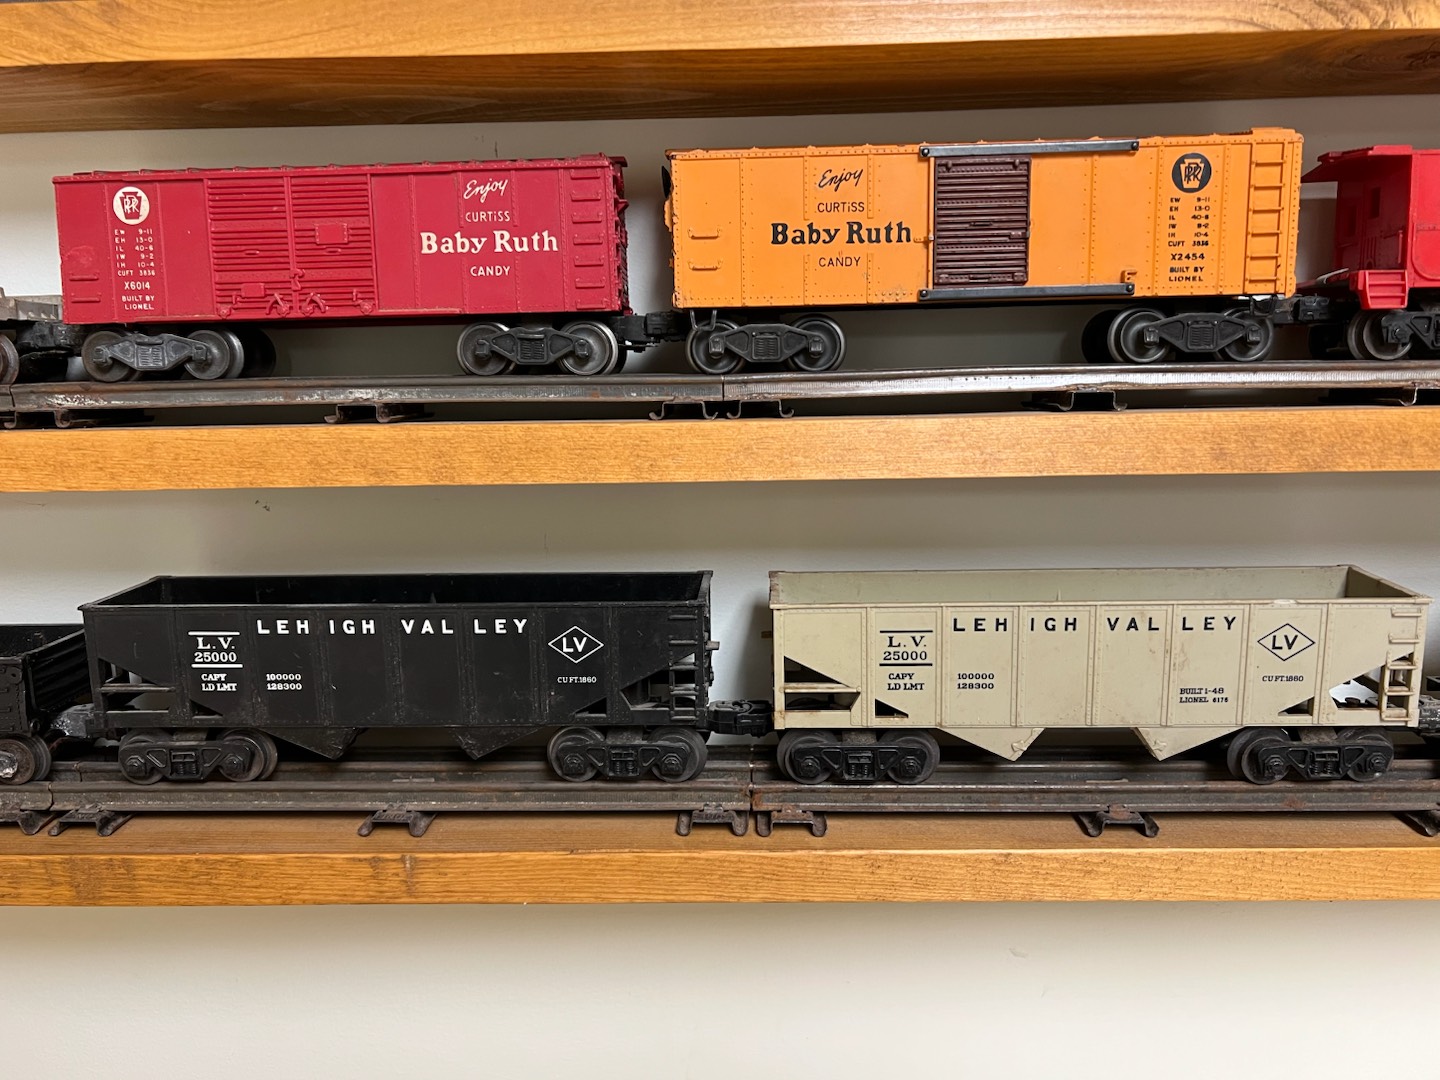 PRR
EW 9-11
EH 13-0
IL 40-6
IW 9-2
IH 10-4
CUFT 3836
X6014
BUILT BY
LIONEL
Enjoy
CURTiSS
Baby Ruth
CANDY
Enjoy
CURTiSS
Baby Ruth
CANDY
PRR
EW 9-11
EH 13-0
IL 40-6
IW 9-2
IH 10-4
CUFT 3836
X2454
BUILT BY
LIONEL
LEHIGH VALLEY
L.V.
25000
CAPY 100000
LD LMT 128300
LV
CU FT.1860
LEHIGH VALLEY
L.V.
25000
CAPY 100000
LD LMT 128300
LV
CU FT.1860
BUILT 1-48
LIONEL 6176